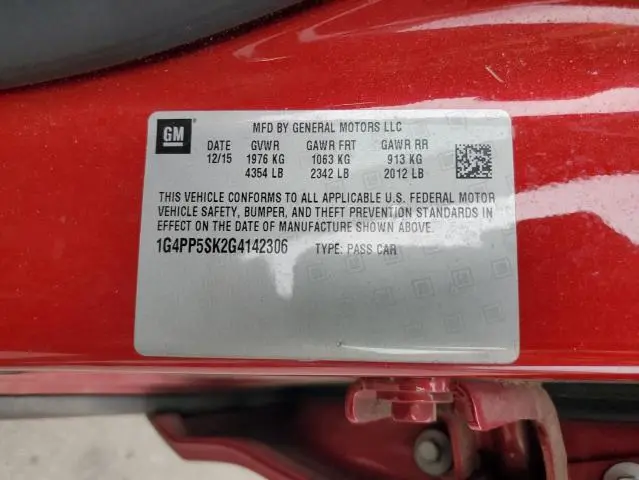 GM
MFD BY GENERAL MOTORS LLC
DATE GVWR GAWR FRT GAWR RR
12/15 1976 KG 1063 KG 913 KG
4354 LB 2342 LB 2012 LB
THIS VEHICLE CONFORMS TO ALL APPLICABLE U.S. FEDERAL MOTOR
VEHICLE SAFETY, BUMPER, AND THEFT PREVENTION STANDARDS IN
EFFECT ON THE DATE OF MANUFACTURE SHOWN ABOVE.
1G4PP5SK2G4142306 TYPE: PASS CAR